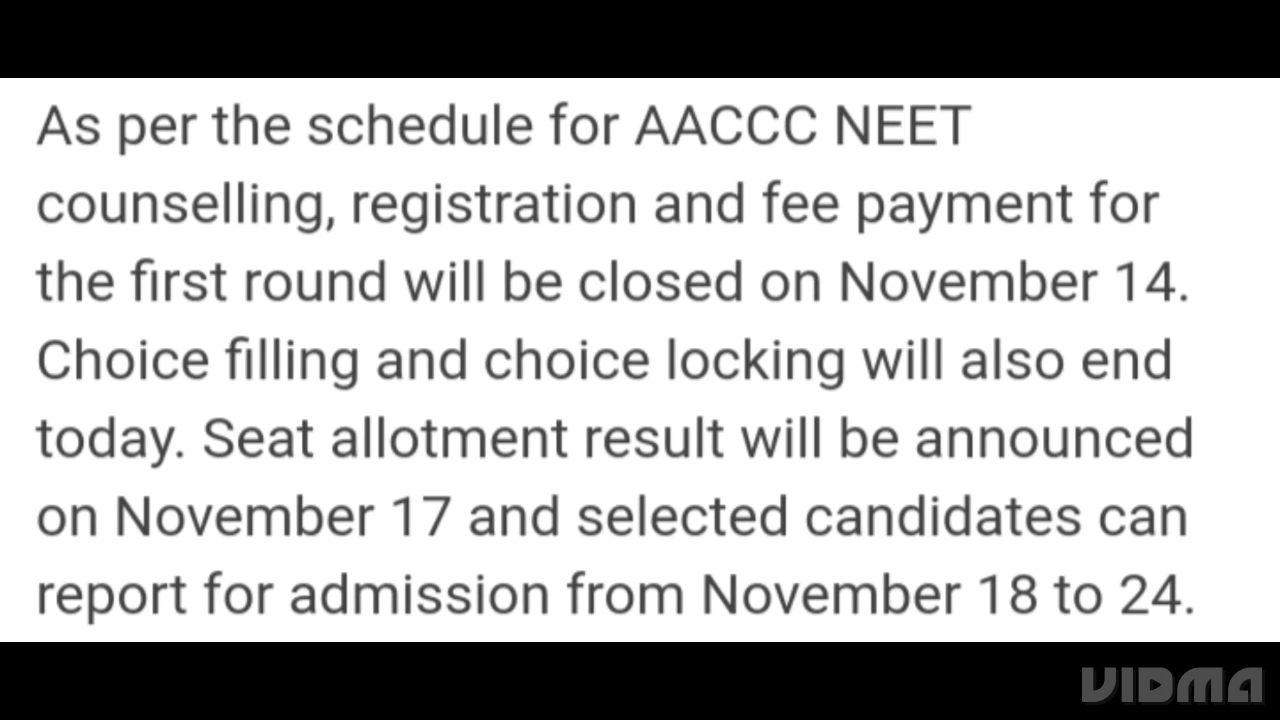 As per the schedule for AACCC NEET
counselling, registration and fee payment for
the first round will be closed on November 14.
Choice filling and choice locking will also end
today. Seat allotment result will be announced
on November 17 and selected candidates can
report for admission from November 18 to 24.
VIDMA